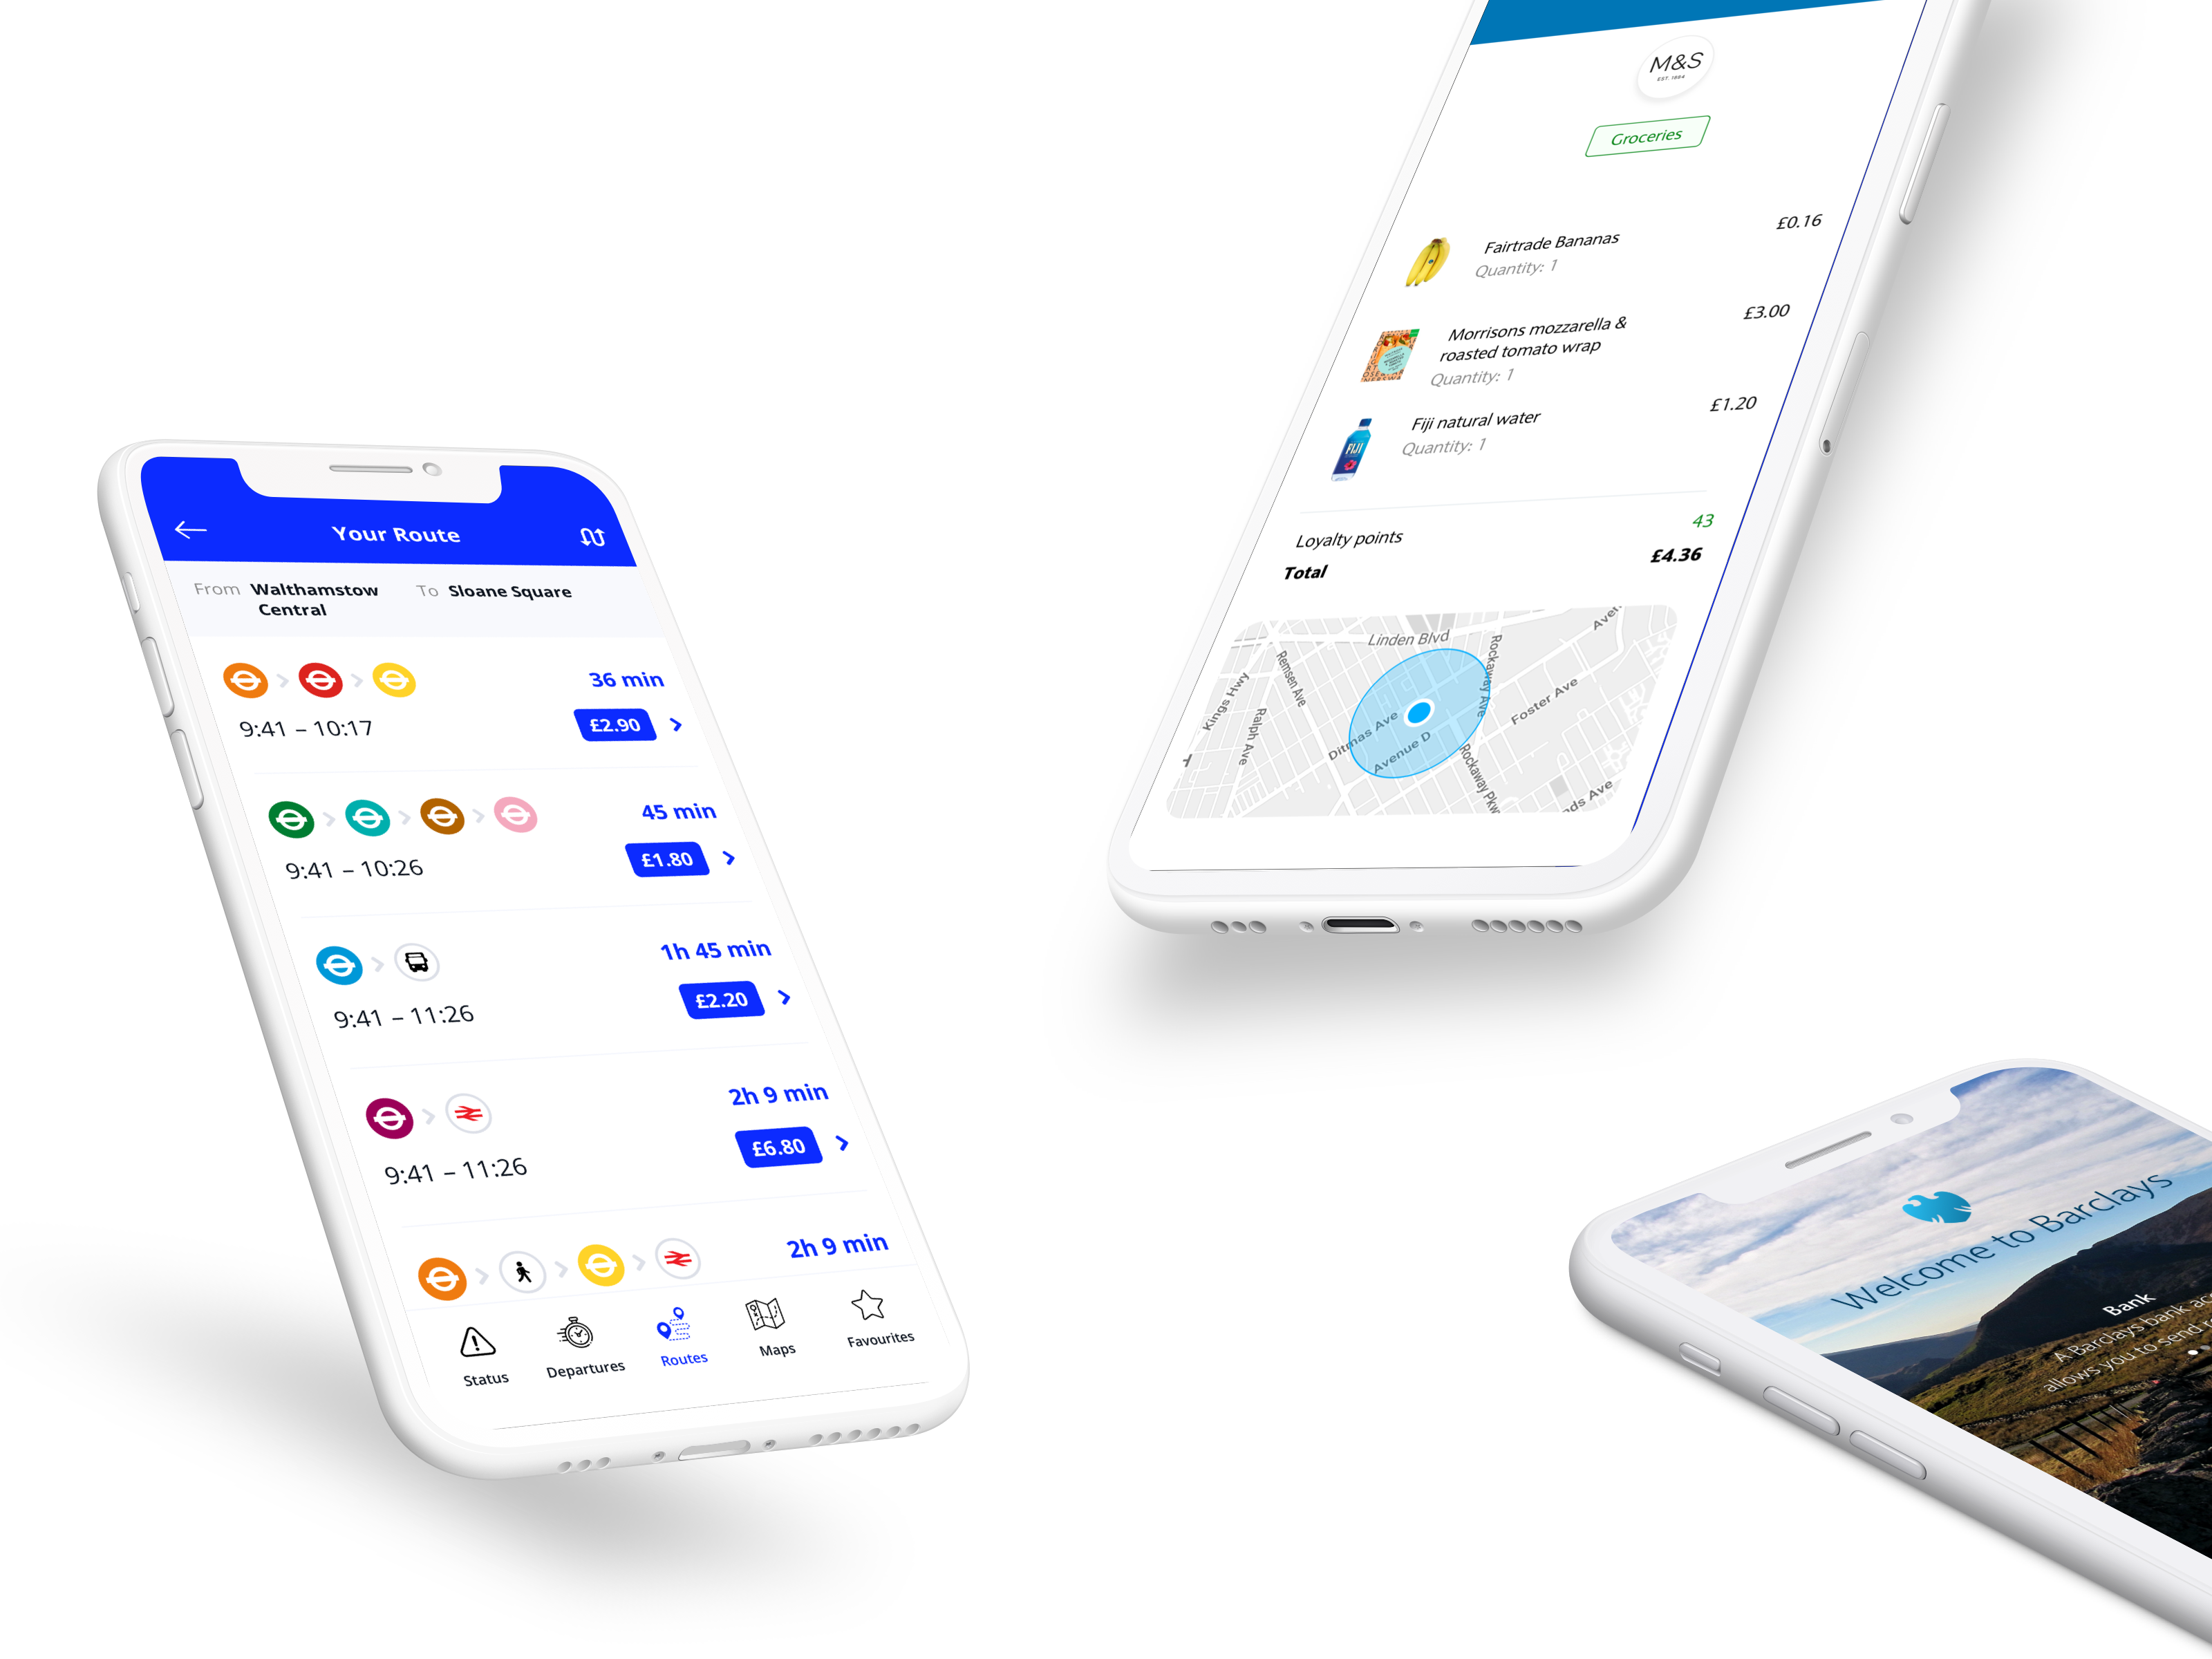 Your Route
From Walthamstow Central To Sloane Square
36 min
9:41 – 10:17 £2.90
45 min
9:41 – 10:26 £1.80
1h 45 min
9:41 – 11:26 £2.20
2h 9 min
9:41 – 11:26 £6.80
2h 9 min
Status Departures Routes Maps Favourites
M&S
EST. 1884
Groceries
Fairtrade Bananas £0.16
Quantity: 1
Morrisons mozzarella & £3.00
roasted tomato wrap
Quantity: 1
Fiji natural water £1.20
Quantity: 1
FIJI
Loyalty points 43
Total £4.36
Linden Blvd
Remsen Ave
Kings Hwy
Ralph Ave
Rockaway Ave
Foster Ave
Ditmas Ave
Avenue D
Rockaway Pkw
Aven
nds Ave
Welcome to Barclays
Bank
A Barclays bank ac
allows you to send